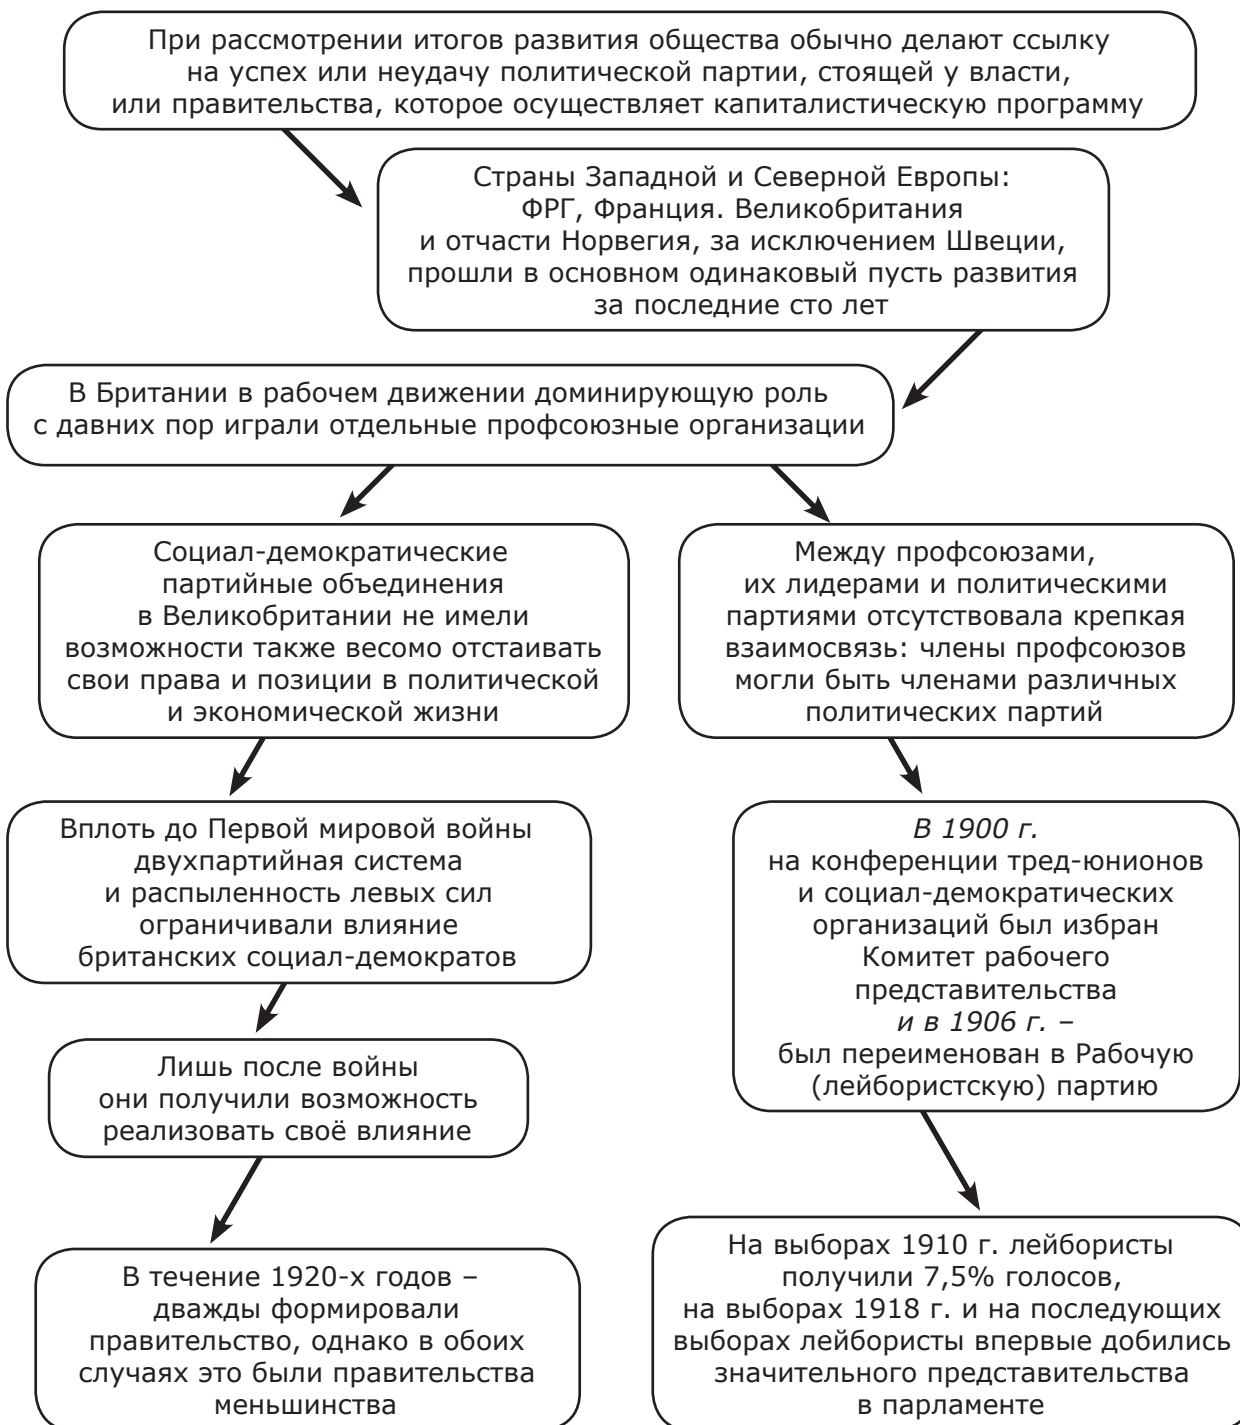 При рассмотрении итогов развития общества обычно делают ссылку
на успех или неудачу политической партии, стоящей у власти,
или правительства, которое осуществляет капиталистическую программу
Страны Западной и Северной Европы:
ФРГ, Франция. Великобритания
и отчасти Норвегия, за исключением Швеции,
прошли в основном одинаковый пусть развития
за последние сто лет
В Британии в рабочем движении доминирующую роль
с давних пор играли отдельные профсоюзные организации
Социал-демократические
партийные объединения
в Великобритании не имели
возможности также весомо отстаивать
свои права и позиции в политической
и экономической жизни
Между профсоюзами,
их лидерами и политическими
партиями отсутствовала крепкая
взаимосвязь: члены профсоюзов
могли быть членами различных
политических партий
Вплоть до Первой мировой войны
двухпартийная система
и распыленность левых сил
ограничивали влияние
британских социал-демократов
В 1900 г.
на конференции тред-юнионов
и социал-демократических
организаций был избран
Комитет рабочего
представительства
и в 1906 г. –
был переименован в Рабочую
(лейбористскую) партию
Лишь после войны
они получили возможность
реализовать своё влияние
В течение 1920-х годов –
дважды формировали
правительство, однако в обоих
случаях это были правительства
меньшинства
На выборах 1910 г. лейбористы
получили 7,5% голосов,
на выборах 1918 г. и на последующих
выборах лейбористы впервые добились
значительного представительства
в парламенте